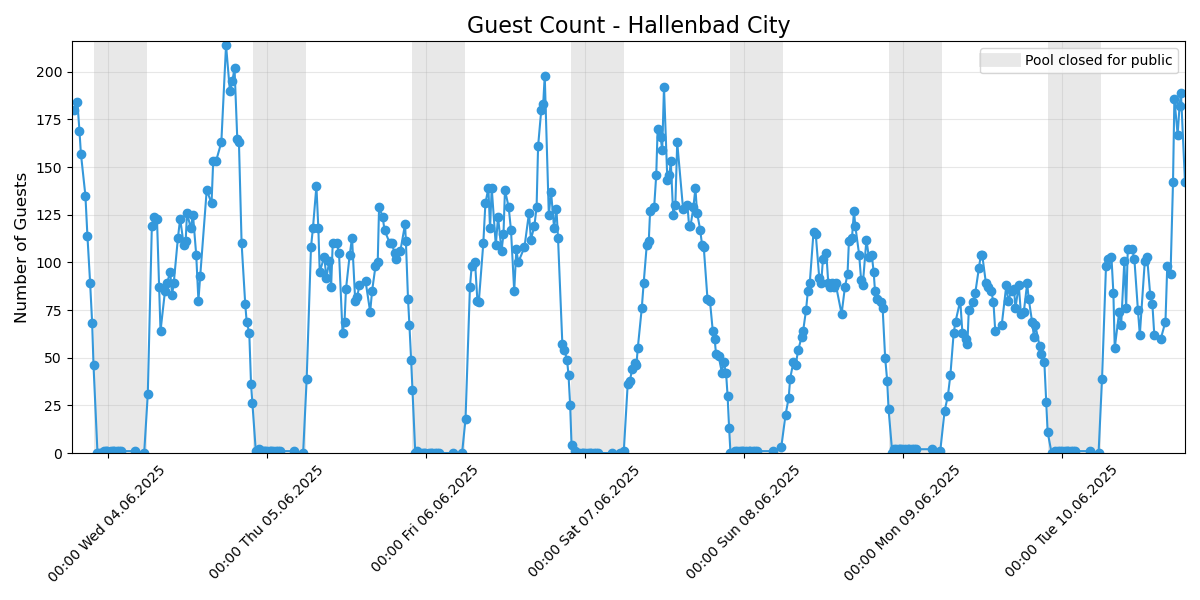 Guest Count - Hallenbad City
Pool closed for public
Number of Guests
200
175
150
125
100
75
50
25
0
00:00 Wed 04.06.2025
00:00 Thu 05.06.2025
00:00 Fri 06.06.2025
00:00 Sat 07.06.2025
00:00 Sun 08.06.2025
00:00 Mon 09.06.2025
00:00 Tue 10.06.2025